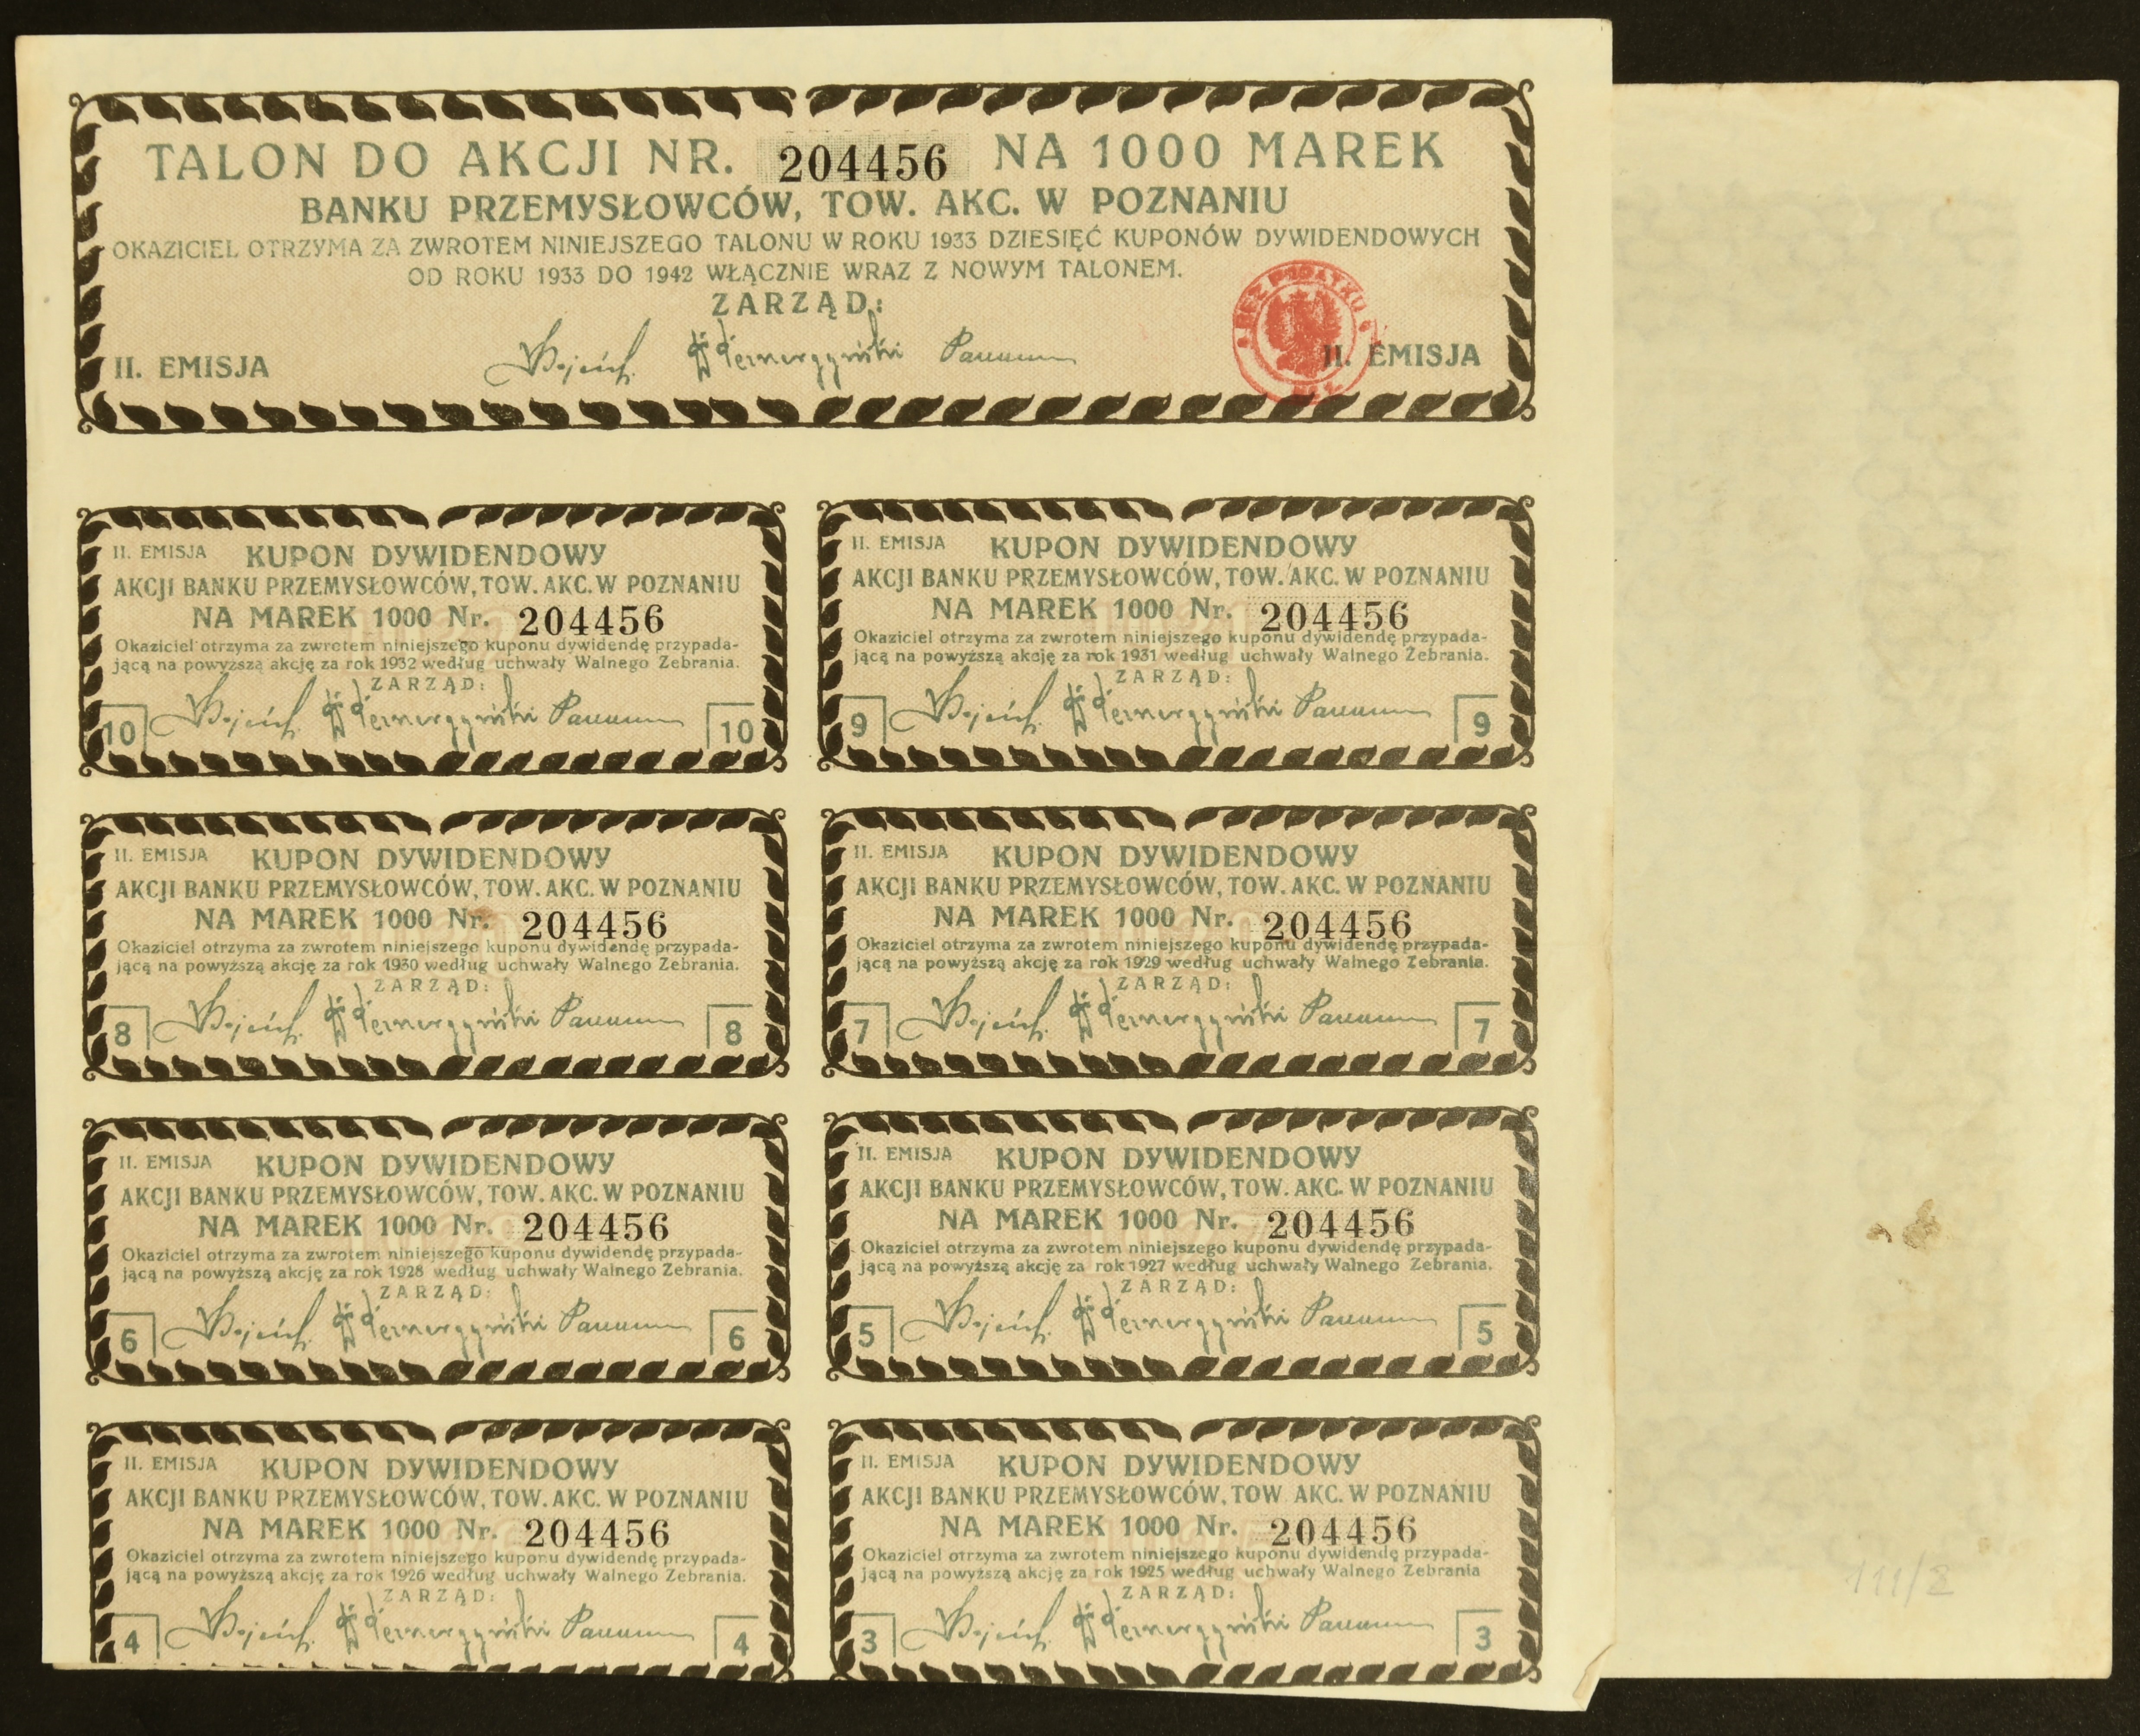 TALON DO AKCJI NR. 204456 NA 1000 MAREK
BANKU PRZEMYSŁOWCÓW, TOW. AKC. W POZNANIU
OKAZICIEL OTRZYMA ZA ZWROTEM NINIEJSZEGO TALONU W ROKU 1933 DZIESIĘĆ KUPONÓW DYWIDENDOWYCH
OD ROKU 1933 DO 1942 WŁĄCZNIE WRAZ Z NOWYM TALONEM.
ZARZĄD:
BEZ PODATKU
II. EMISJA
II. EMISJA
II. EMISJA KUPON DYWIDENDOWY
AKCJI BANKU PRZEMYSŁOWCÓW, TOW. AKC. W POZNANIU
NA MAREK 1000 Nr. 204456
Okaziciel otrzyma za zwrotem niniejszego kuponu dywidendę przypada-
jącą na powyższą akcję za rok 1932 według uchwały Walnego Zebrania.
ZARZĄD:
10 10
II. EMISJA KUPON DYWIDENDOWY
AKCJI BANKU PRZEMYSŁOWCÓW, TOW. AKC. W POZNANIU
NA MAREK 1000 Nr. 204456
Okaziciel otrzyma za zwrotem niniejszego kuponu dywidendę przypada-
jącą na powyższą akcję za rok 1931 według uchwały Walnego Zebrania.
ZARZĄD:
9 9
II. EMISJA KUPON DYWIDENDOWY
AKCJI BANKU PRZEMYSŁOWCÓW, TOW. AKC. W POZNANIU
NA MAREK 1000 Nr. 204456
Okaziciel otrzyma za zwrotem niniejszego kuponu dywidendę przypada-
jącą na powyższą akcję za rok 1930 według uchwały Walnego Zebrania.
ZARZĄD:
8 8
II. EMISJA KUPON DYWIDENDOWY
AKCJI BANKU PRZEMYSŁOWCÓW, TOW. AKC. W POZNANIU
NA MAREK 1000 Nr. 204456
Okaziciel otrzyma za zwrotem niniejszego kuponu dywidendę przypada-
jącą na powyższą akcję za rok 1929 według uchwały Walnego Zebrania.
ZARZĄD:
7 7
II. EMISJA KUPON DYWIDENDOWY
AKCJI BANKU PRZEMYSŁOWCÓW, TOW. AKC. W POZNANIU
NA MAREK 1000 Nr. 204456
Okaziciel otrzyma za zwrotem niniejszego kuponu dywidendę przypada-
jącą na powyższą akcję za rok 1928 według uchwały Walnego Zebrania.
ZARZĄD:
6 6
II. EMISJA KUPON DYWIDENDOWY
AKCJI BANKU PRZEMYSŁOWCÓW, TOW. AKC. W POZNANIU
NA MAREK 1000 Nr. 204456
Okaziciel otrzyma za zwrotem niniejszego kuponu dywidendę przypada-
jącą na powyższą akcję za rok 1927 według uchwały Walnego Zebrania.
ZARZĄD:
5 5
II. EMISJA KUPON DYWIDENDOWY
AKCJI BANKU PRZEMYSŁOWCÓW, TOW. AKC. W POZNANIU
NA MAREK 1000 Nr. 204456
Okaziciel otrzyma za zwrotem niniejszego kuponu dywidendę przypada-
jącą na powyższą akcję za rok 1926 według uchwały Walnego Zebrania.
ZARZĄD:
4 4
II. EMISJA KUPON DYWIDENDOWY
AKCJI BANKU PRZEMYSŁOWCÓW, TOW. AKC. W POZNANIU
NA MAREK 1000 Nr. 204456
Okaziciel otrzyma za zwrotem niniejszego kuponu dywidendę przypada-
jącą na powyższą akcję za rok 1925 według uchwały Walnego Zebrania
ZARZĄD:
3 3
111/2